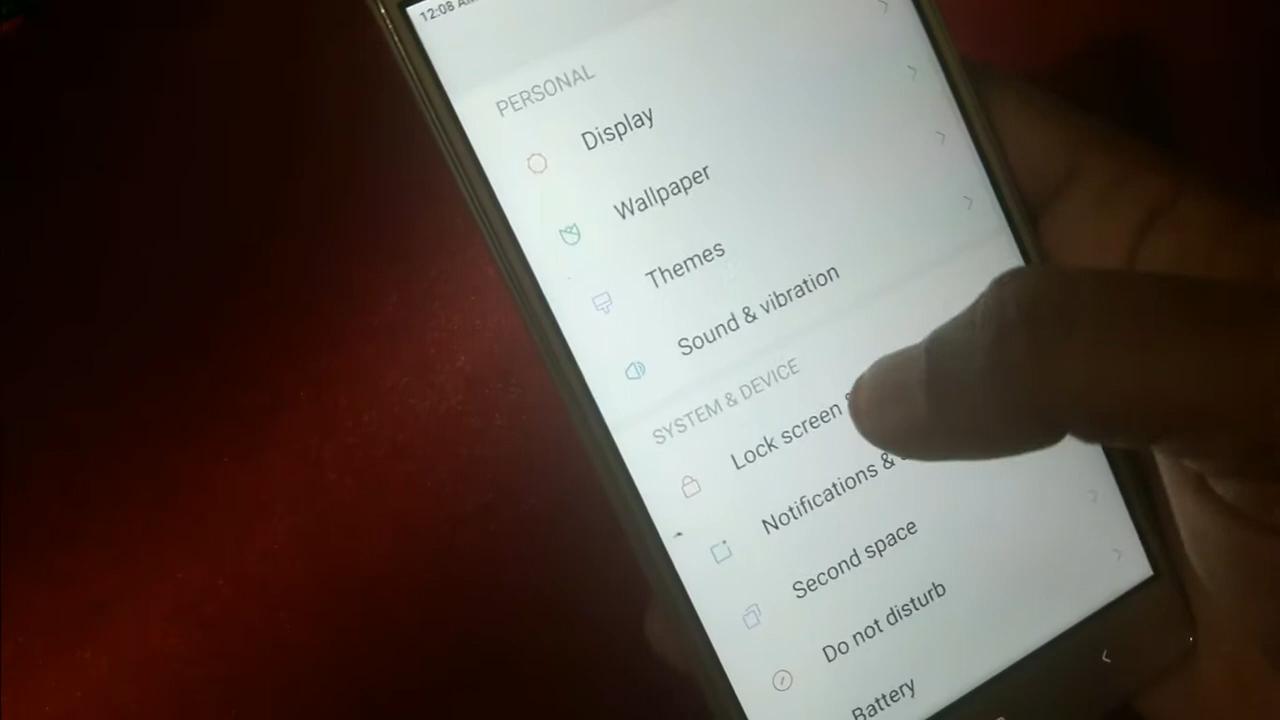 12:08 AM
PERSONAL
Display
Wallpaper
Themes
Sound & vibration
SYSTEM & DEVICE
Lock screen
Notifications &
Second space
Do not disturb
Battery